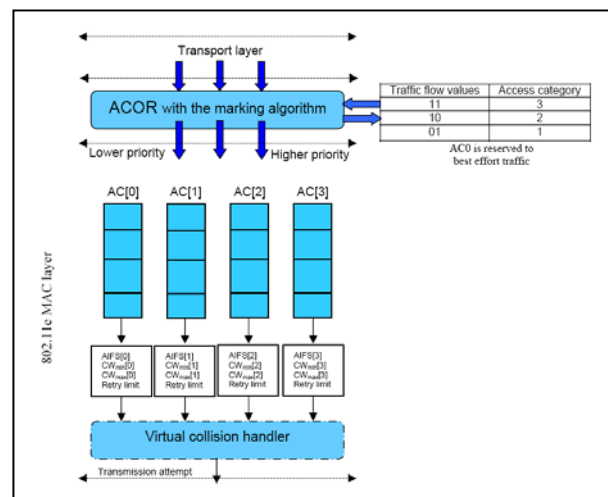 Transport layer
ACOR with the marking algorithm
Traffic flow values Access category
11 3
10 2
01 1
AC0 is reserved to
best effort traffic
Lower priority Higher priority
AC[0] AC[1] AC[2] AC[3]
802.11e MAC layer
AIFS[0] AIFS[1] AIFS[2] AIFS[3]
CWmin[0] CWmin[1] CWmin[2] CWmin[3]
CWmax[0] CWmax[1] CWmax[2] CWmax[3]
Retry limit Retry limit Retry limit Retry limit
Virtual collision handler
Transmission attempt